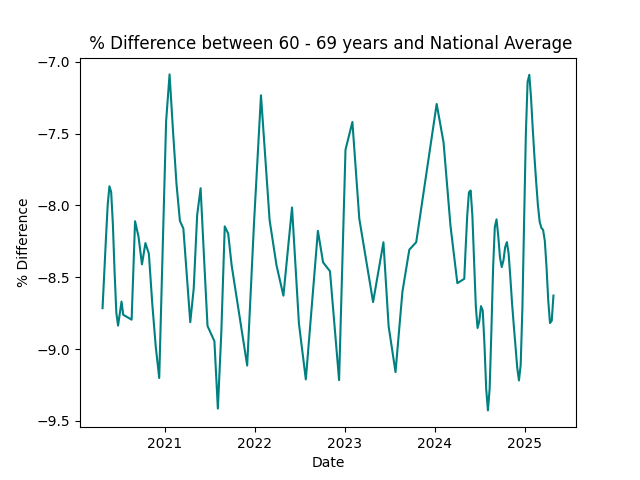 % Difference between 60 - 69 years and National Average
−7.0
−7.5
−8.0
−8.5
−9.0
−9.5
% Difference
2021 2022 2023 2024 2025
Date